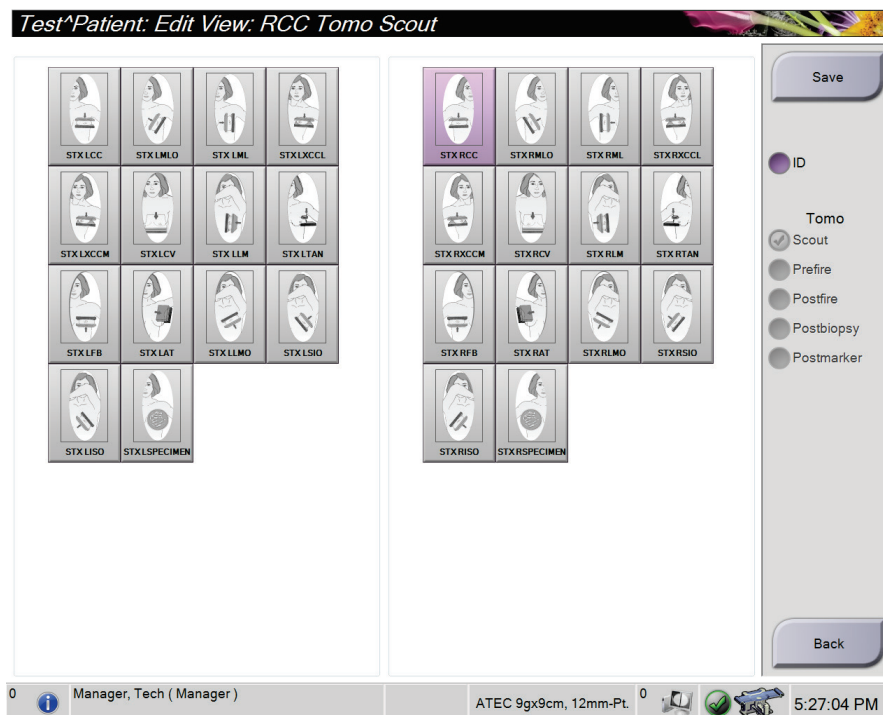 Test^Patient: Edit View: RCC Tomo Scout
STX LCC
STX LMLO
STX LML
STX LXCCL
STX LXCCM
STX LCV
STX LLM
STX LTAN
STX LFB
STX LAT
STX LLMO
STX LSIO
STX LISO
STX LSPECIMEN
STX RCC
STX RMLO
STX RML
STX RXCCL
STX RXCCM
STX RCV
STX RLM
STX RTAN
STX RFB
STX RAT
STX RLMO
STX RSIO
STX RISO
STX RSPECIMEN
Save
ID
Tomo
Scout
Prefire
Postfire
Postbiopsy
Postmarker
Back
0
Manager, Tech ( Manager )
ATEC 9gx9cm, 12mm-Pt.
0
5:27:04 PM